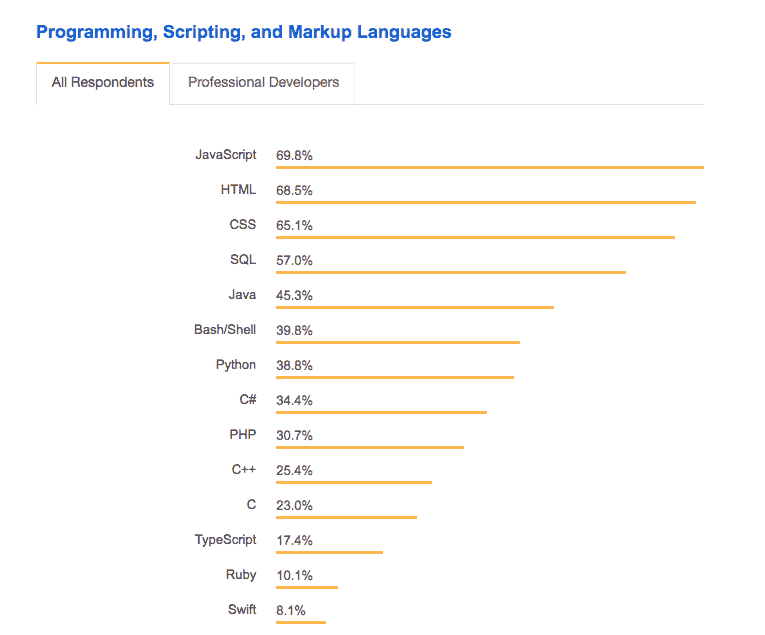 Programming, Scripting, and Markup Languages
All Respondents Professional Developers
JavaScript 69.8%
HTML 68.5%
CSS 65.1%
SQL 57.0%
Java 45.3%
Bash/Shell 39.8%
Python 38.8%
C# 34.4%
PHP 30.7%
C++ 25.4%
C 23.0%
TypeScript 17.4%
Ruby 10.1%
Swift 8.1%